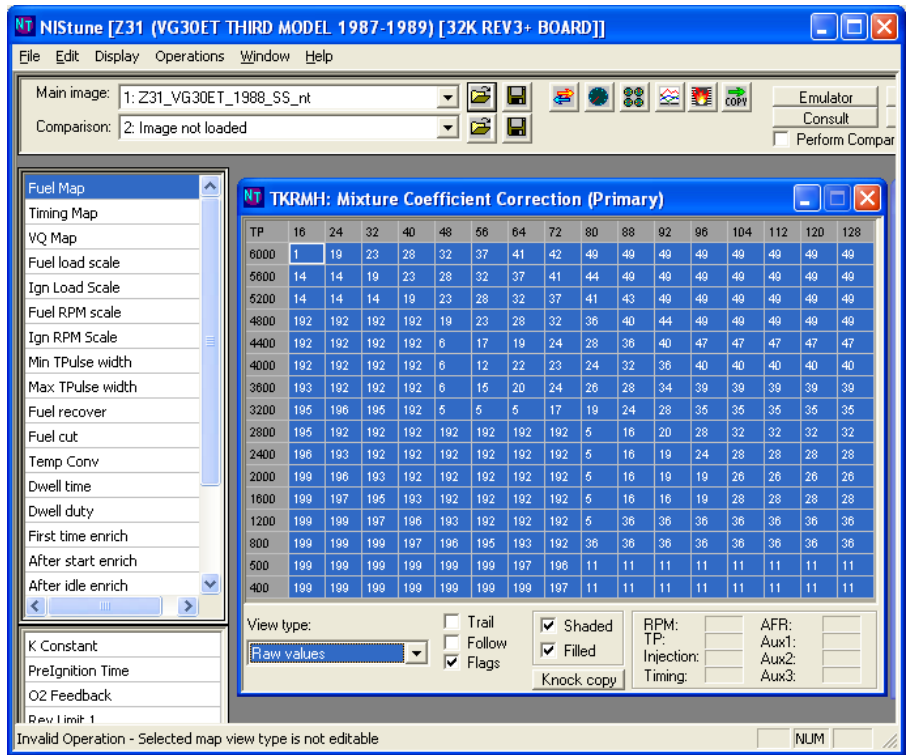 NIStune [Z31 (VG30ET THIRD MODEL 1987-1989) [32K REV3+ BOARD]]
File Edit Display Operations Window Help
Main image: 1: Z31_VG30ET_1988_SS_nt
COPY
Emulator
Comparison: 2: Image not loaded
Consult
Perform Compar
Fuel Map
Timing Map
VQ Map
Fuel load scale
Ign Load Scale
Fuel RPM scale
Ign RPM Scale
Min TPulse width
Max TPulse width
Fuel recover
Fuel cut
Temp Conv
Dwell time
Dwell duty
First time enrich
After start enrich
After idle enrich
K Constant
PreIgnition Time
O2 Feedback
Rev Limit 1
TKRMH: Mixture Coefficient Correction (Primary)
TP 16 24 32 40 48 56 64 72 80 88 92 96 104 112 120 128
6000 1 19 23 28 32 37 41 42 49 49 49 49 49 49 49 49
5600 14 14 19 23 28 32 37 41 44 49 49 49 49 49 49 49
5200 14 14 14 19 23 28 32 37 41 43 49 49 49 49 49 49
4800 192 192 192 192 19 23 28 32 36 40 44 49 49 49 49 49
4400 192 192 192 192 6 17 19 24 28 36 40 47 47 47 47 47
4000 192 192 192 192 6 12 22 23 24 32 36 40 40 40 40 40
3600 193 192 192 192 6 15 20 24 26 28 34 39 39 39 39 39
3200 195 196 195 192 5 5 5 17 19 24 28 35 35 35 35 35
2800 195 192 192 192 192 192 192 192 5 16 20 28 32 32 32 32
2400 196 193 192 192 192 192 192 192 5 16 19 24 28 28 28 28
2000 199 196 193 192 192 192 192 192 5 16 19 19 26 26 26 26
1600 199 197 195 193 192 192 192 192 5 16 16 19 28 28 28 28
1200 199 199 197 196 193 192 192 192 5 36 36 36 36 36 36 36
800 199 199 199 197 196 195 193 192 36 36 36 36 36 36 36 36
500 199 199 199 199 199 199 197 196 11 11 11 11 11 11 11 11
400 199 199 199 199 199 199 199 197 11 11 11 11 11 11 11 11
View type:
Raw values
Trail
Follow
Flags
Shaded
Filled
Knock copy
RPM:
TP:
Injection:
Timing:
AFR:
Aux1:
Aux2:
Aux3:
Invalid Operation - Selected map view type is not editable
NUM